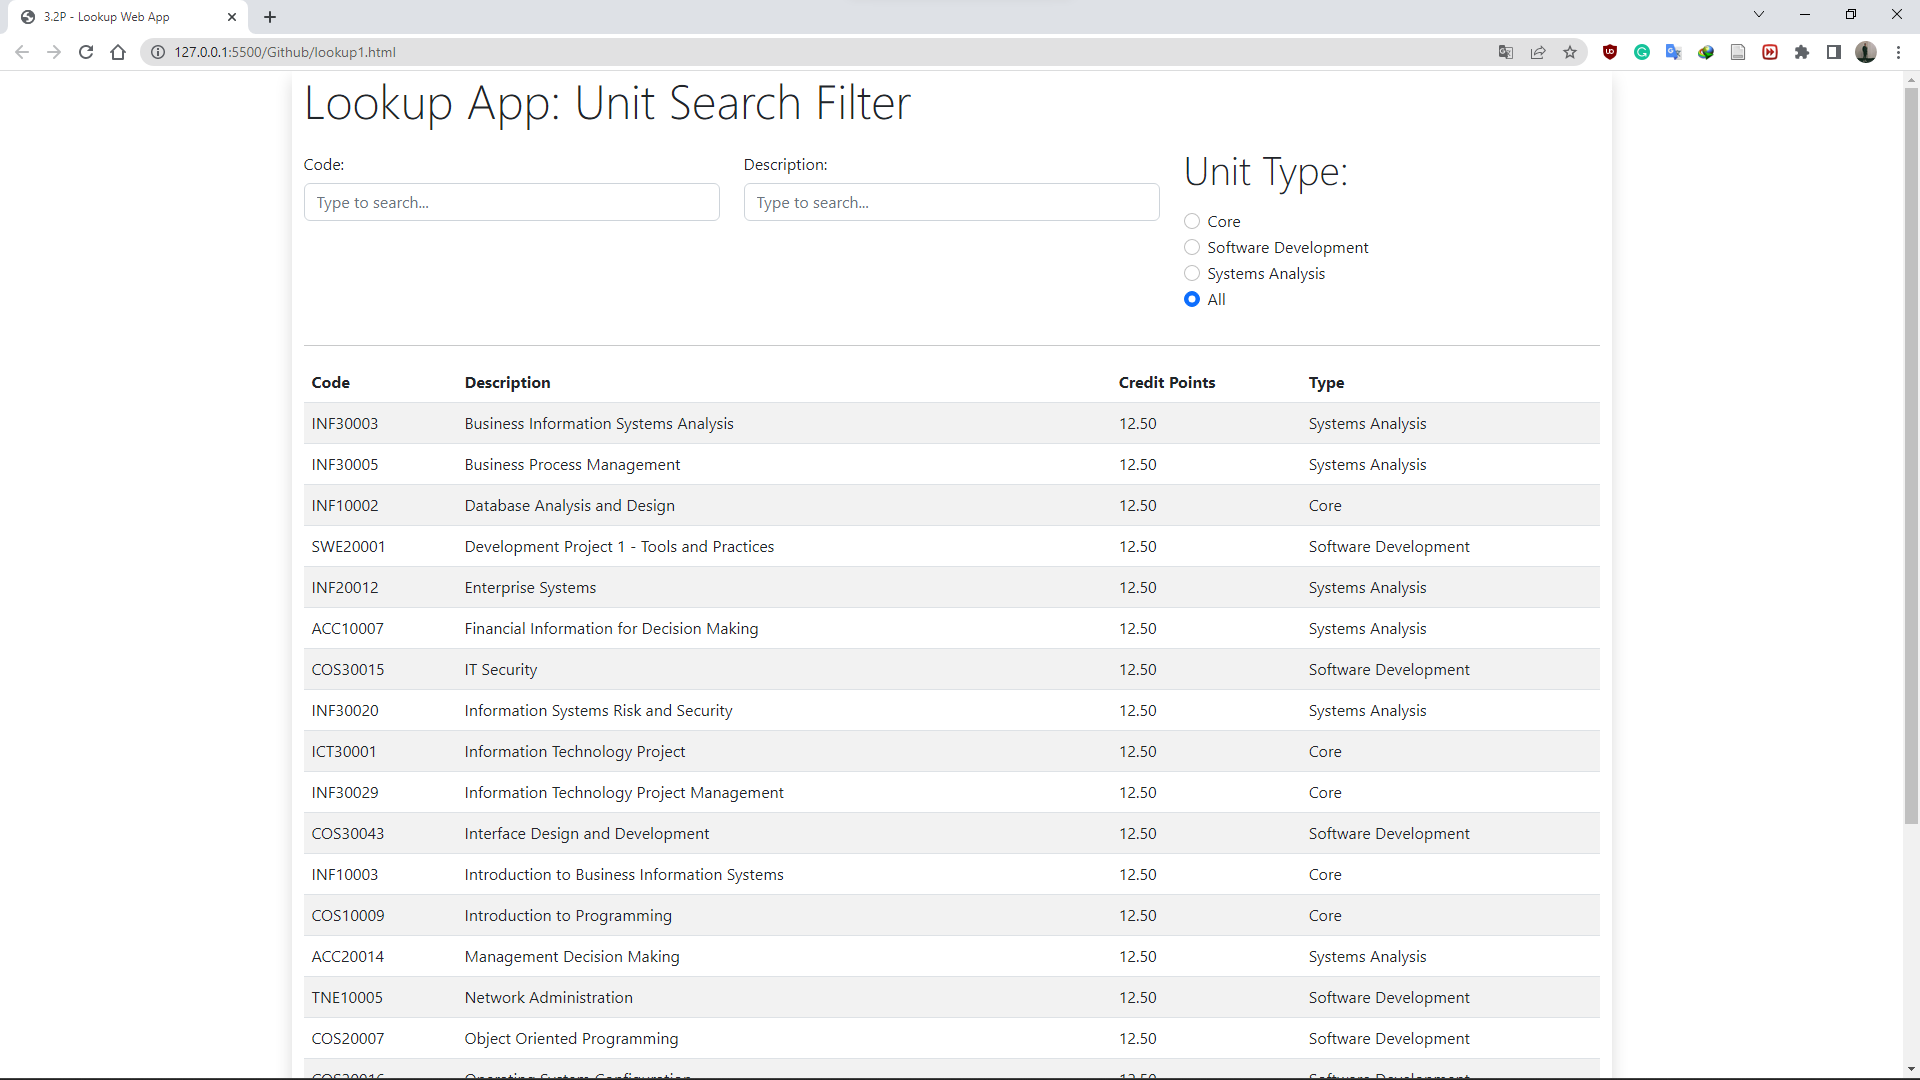 3.2P - Lookup Web App
127.0.0.1:5500/Github/lookup1.html
Lookup App: Unit Search Filter
Code:
Type to search...
Description:
Type to search...
Unit Type:
Core
Software Development
Systems Analysis
All
Code Description Credit Points Type
INF30003 Business Information Systems Analysis 12.50 Systems Analysis
INF30005 Business Process Management 12.50 Systems Analysis
INF10002 Database Analysis and Design 12.50 Core
SWE20001 Development Project 1 - Tools and Practices 12.50 Software Development
INF20012 Enterprise Systems 12.50 Systems Analysis
ACC10007 Financial Information for Decision Making 12.50 Systems Analysis
COS30015 IT Security 12.50 Software Development
INF30020 Information Systems Risk and Security 12.50 Systems Analysis
ICT30001 Information Technology Project 12.50 Core
INF30029 Information Technology Project Management 12.50 Core
COS30043 Interface Design and Development 12.50 Software Development
INF10003 Introduction to Business Information Systems 12.50 Core
COS10009 Introduction to Programming 12.50 Core
ACC20014 Management Decision Making 12.50 Systems Analysis
TNE10005 Network Administration 12.50 Software Development
COS20007 Object Oriented Programming 12.50 Software Development
Operating System Configuration 12.50 Software Development